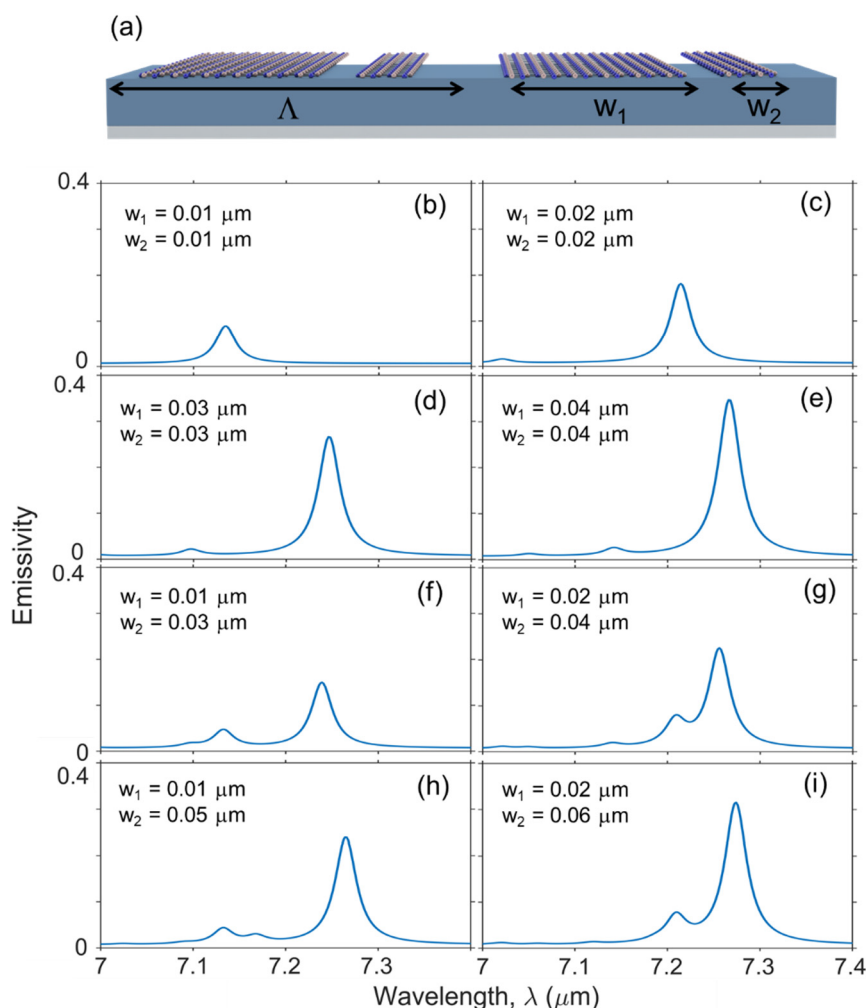 (a)
Λ
w₁
w₂
0.4
w₁ = 0.01 μm
w₂ = 0.01 μm
(b)
0
w₁ = 0.02 μm
w₂ = 0.02 μm
(c)
0.4
w₁ = 0.03 μm
w₂ = 0.03 μm
(d)
0
w₁ = 0.04 μm
w₂ = 0.04 μm
(e)
Emissivity
0.4
w₁ = 0.01 μm
w₂ = 0.03 μm
(f)
0
w₁ = 0.02 μm
w₂ = 0.04 μm
(g)
0.4
w₁ = 0.01 μm
w₂ = 0.05 μm
(h)
0
w₁ = 0.02 μm
w₂ = 0.06 μm
(i)
7 7.1 7.2 7.3 7 7.1 7.2 7.3 7.4
Wavelength, λ (μm)